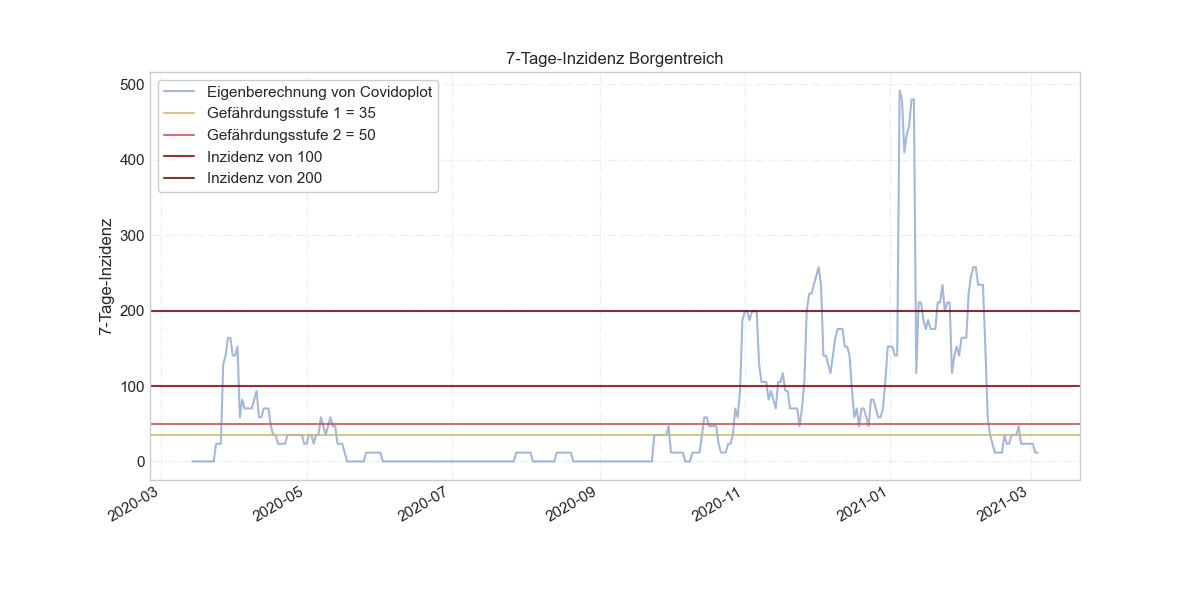 7-Tage-Inzidenz Borgentreich
500
400
300
200
100
0
7-Tage-Inzidenz
Eigenberechnung von Covidoplot
Gefährdungsstufe 1 = 35
Gefährdungsstufe 2 = 50
Inzidenz von 100
Inzidenz von 200
2020-03
2020-05
2020-07
2020-09
2020-11
2021-01
2021-03